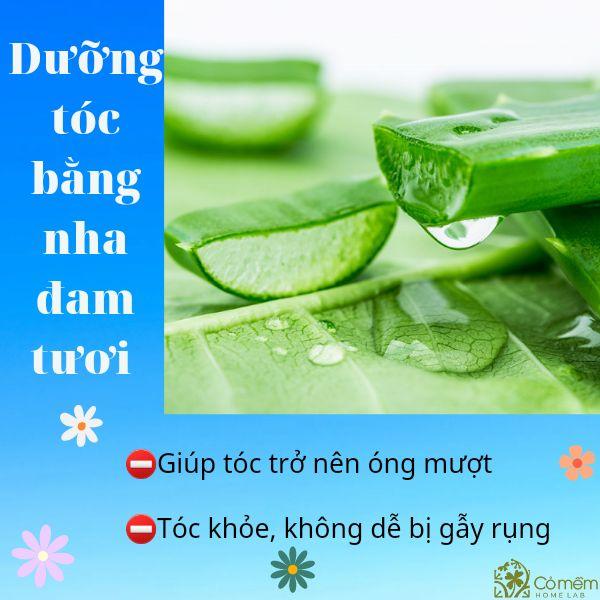 Dưỡng
tóc
bằng
nha
đam
tươi
⛔Giúp tóc trở nên óng mượt
⛔Tóc khỏe, không dễ bị gẫy rụng
Cỏ mềm
HOME LAB